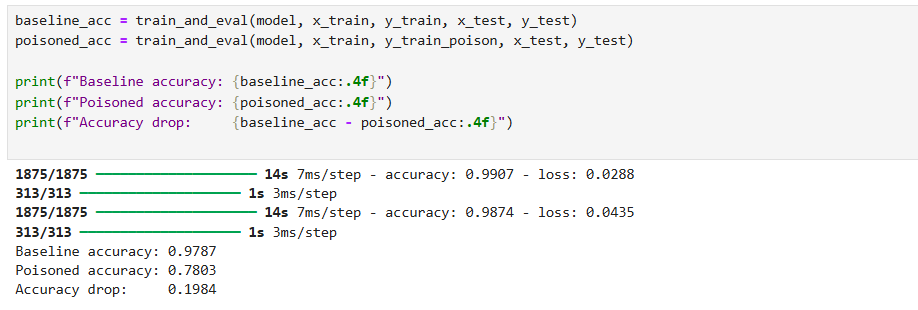 baseline_acc = train_and_eval(model, x_train, y_train, x_test, y_test)
poisoned_acc = train_and_eval(model, x_train, y_train_poison, x_test, y_test)
print(f"Baseline accuracy: {baseline_acc:.4f}")
print(f"Poisoned accuracy: {poisoned_acc:.4f}")
print(f"Accuracy drop:     {baseline_acc - poisoned_acc:.4f}")
1875/1875 ━━━━━━━━━━━━━━━━━━━━ 14s 7ms/step - accuracy: 0.9907 - loss: 0.0288
313/313 ━━━━━━━━━━━━━━━━━━━━ 1s 3ms/step
1875/1875 ━━━━━━━━━━━━━━━━━━━━ 14s 7ms/step - accuracy: 0.9874 - loss: 0.0435
313/313 ━━━━━━━━━━━━━━━━━━━━ 1s 3ms/step
Baseline accuracy: 0.9787
Poisoned accuracy: 0.7803
Accuracy drop:     0.1984